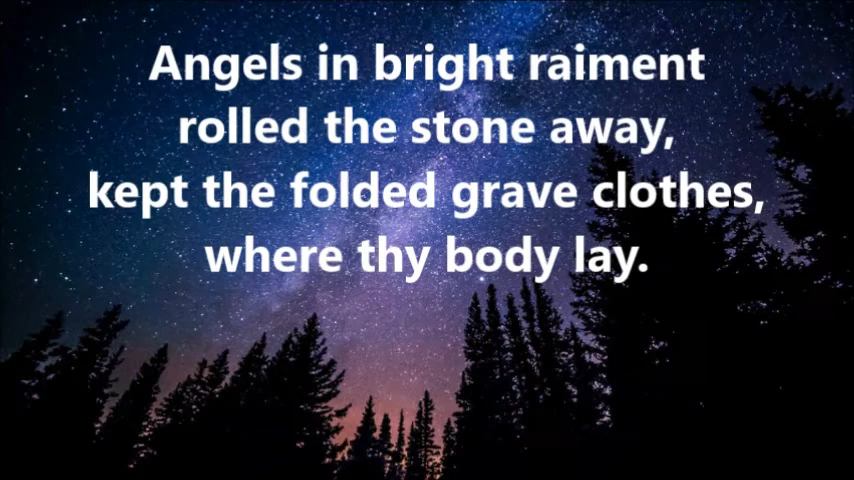 Angels in bright raiment
rolled the stone away,
kept the folded grave clothes,
where thy body lay.